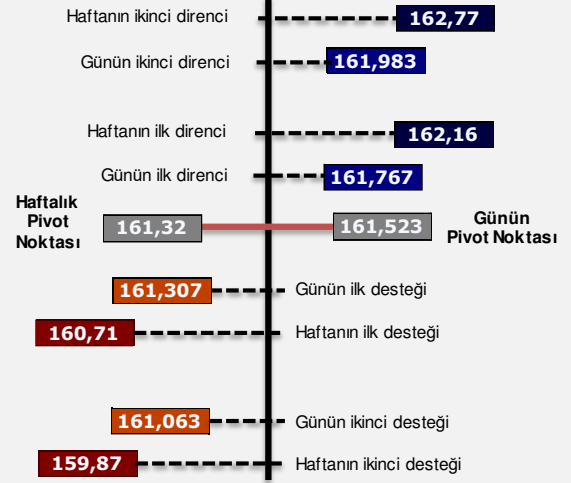 Haftanın ikinci direnci 162,77
Günün ikinci direnci 161,983
Haftanın ilk direnci 162,16
Günün ilk direnci 161,767
Haftalık
Pivot
Noktası
161,32
161,523
Günün
Pivot Noktası
161,307 Günün ilk desteği
160,71 Haftanın ilk desteği
161,063 Günün ikinci desteği
159,87 Haftanın ikinci desteği